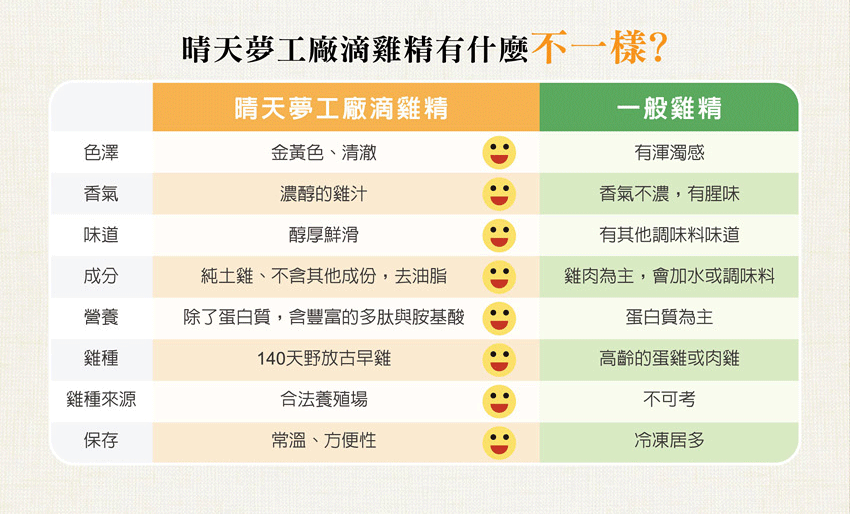 晴天夢工廠滴雞精有什麼不一樣?
晴天夢工廠滴雞精 一般雞精
色澤 金黃色、清澈 有渾濁感
香氣 濃醇的雞汁 香氣不濃，有腥味
味道 醇厚鮮滑 有其他調味料味道
成分 純土雞、不含其他成份，去油脂 雞肉為主，會加水或調味料
營養 除了蛋白質，含豐富的多肽與胺基酸 蛋白質為主
雞種 140天野放古早雞 高齡的蛋雞或肉雞
雞種來源 合法養殖場 不可考
保存 常溫、方便性 冷凍居多